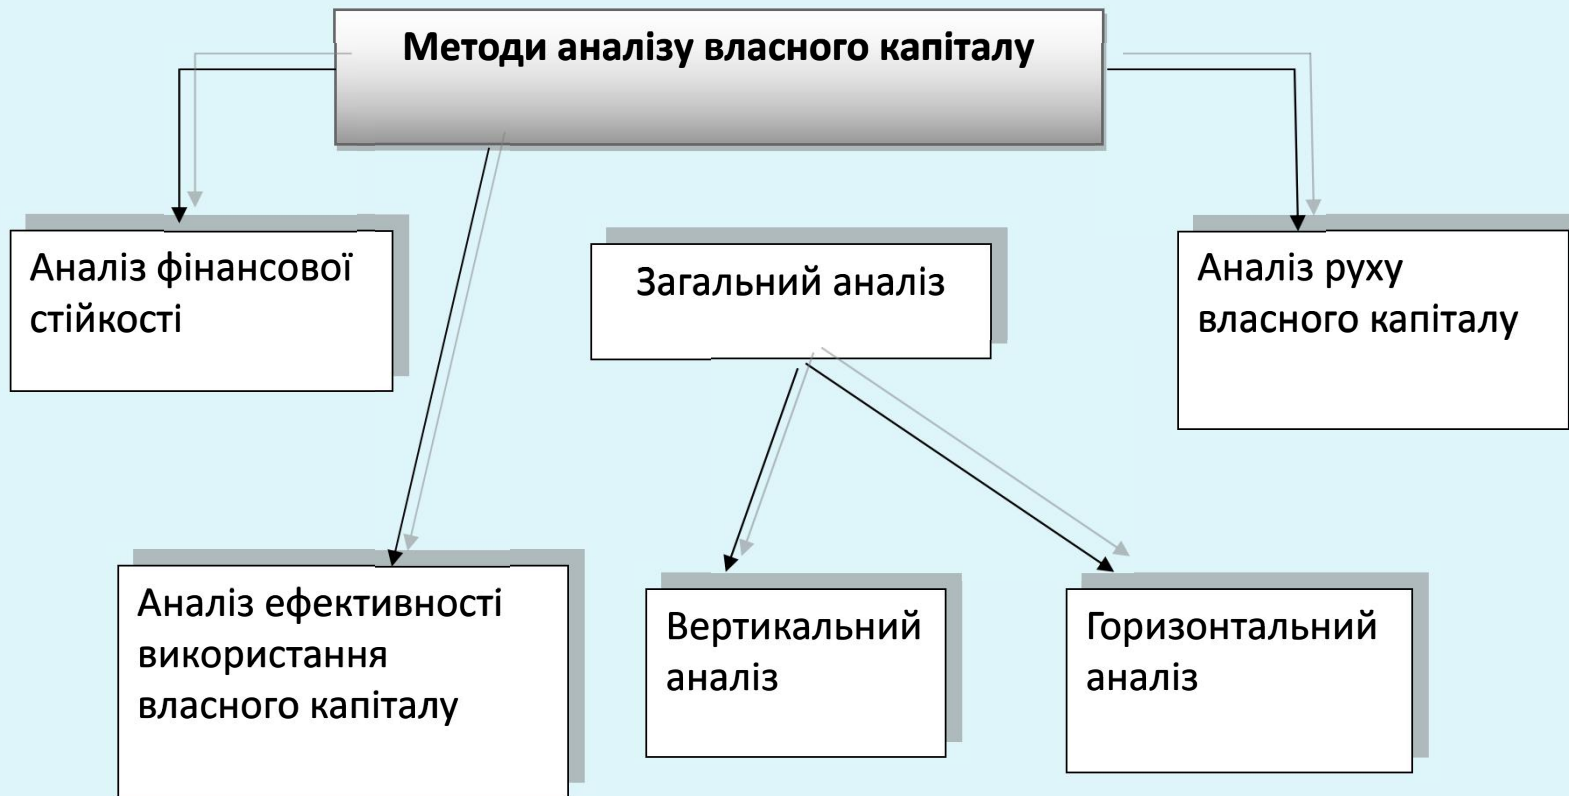 Методи аналізу власного капіталу
Аналіз фінансової
стійкості
Загальний аналіз
Аналіз руху
власного капіталу
Аналіз ефективності
використання
власного капіталу
Вертикальний
аналіз
Горизонтальний
аналіз